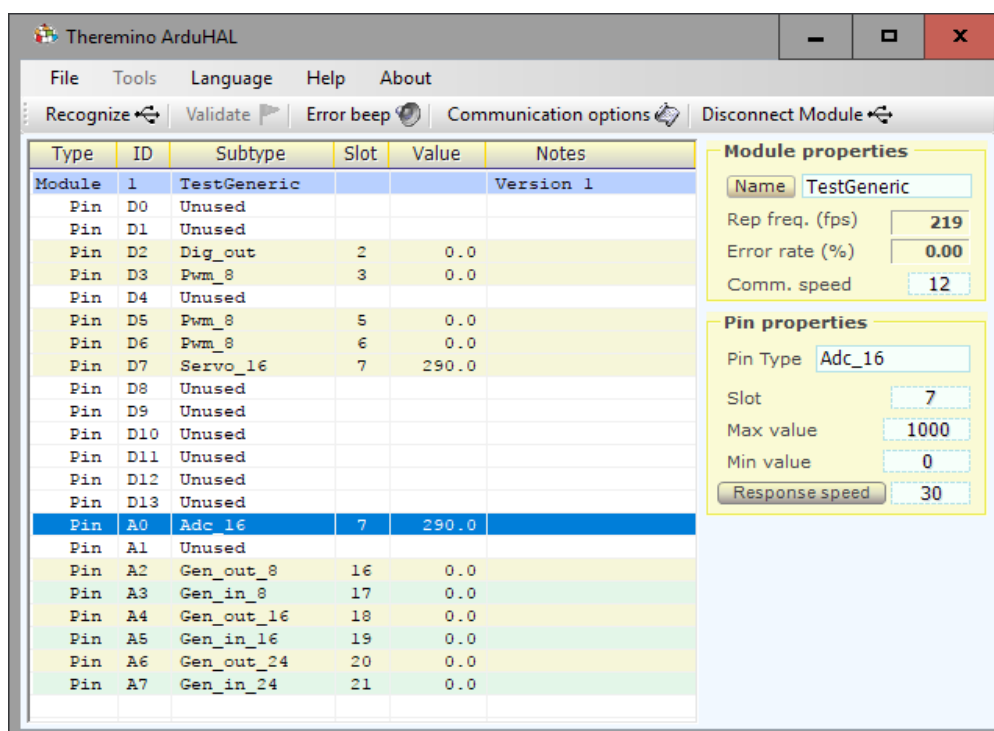 Theremino ArduHAL
File Tools Language Help About
Recognize Validate Error beep Communication options Disconnect Module
Type ID Subtype Slot Value Notes
Module 1 TestGeneric Version 1
Pin D0 Unused
Pin D1 Unused
Pin D2 Dig_out 2 0.0
Pin D3 Pwm_8 3 0.0
Pin D4 Unused
Pin D5 Pwm_8 5 0.0
Pin D6 Pwm_8 6 0.0
Pin D7 Servo_16 7 290.0
Pin D8 Unused
Pin D9 Unused
Pin D10 Unused
Pin D11 Unused
Pin D12 Unused
Pin D13 Unused
Pin A0 Adc_16 7 290.0
Pin A1 Unused
Pin A2 Gen_out_8 16 0.0
Pin A3 Gen_in_8 17 0.0
Pin A4 Gen_out_16 18 0.0
Pin A5 Gen_in_16 19 0.0
Pin A6 Gen_out_24 20 0.0
Pin A7 Gen_in_24 21 0.0
Module properties
Name TestGeneric
Rep freq. (fps) 219
Error rate (%) 0.00
Comm. speed 12
Pin properties
Pin Type Adc_16
Slot 7
Max value 1000
Min value 0
Response speed 30